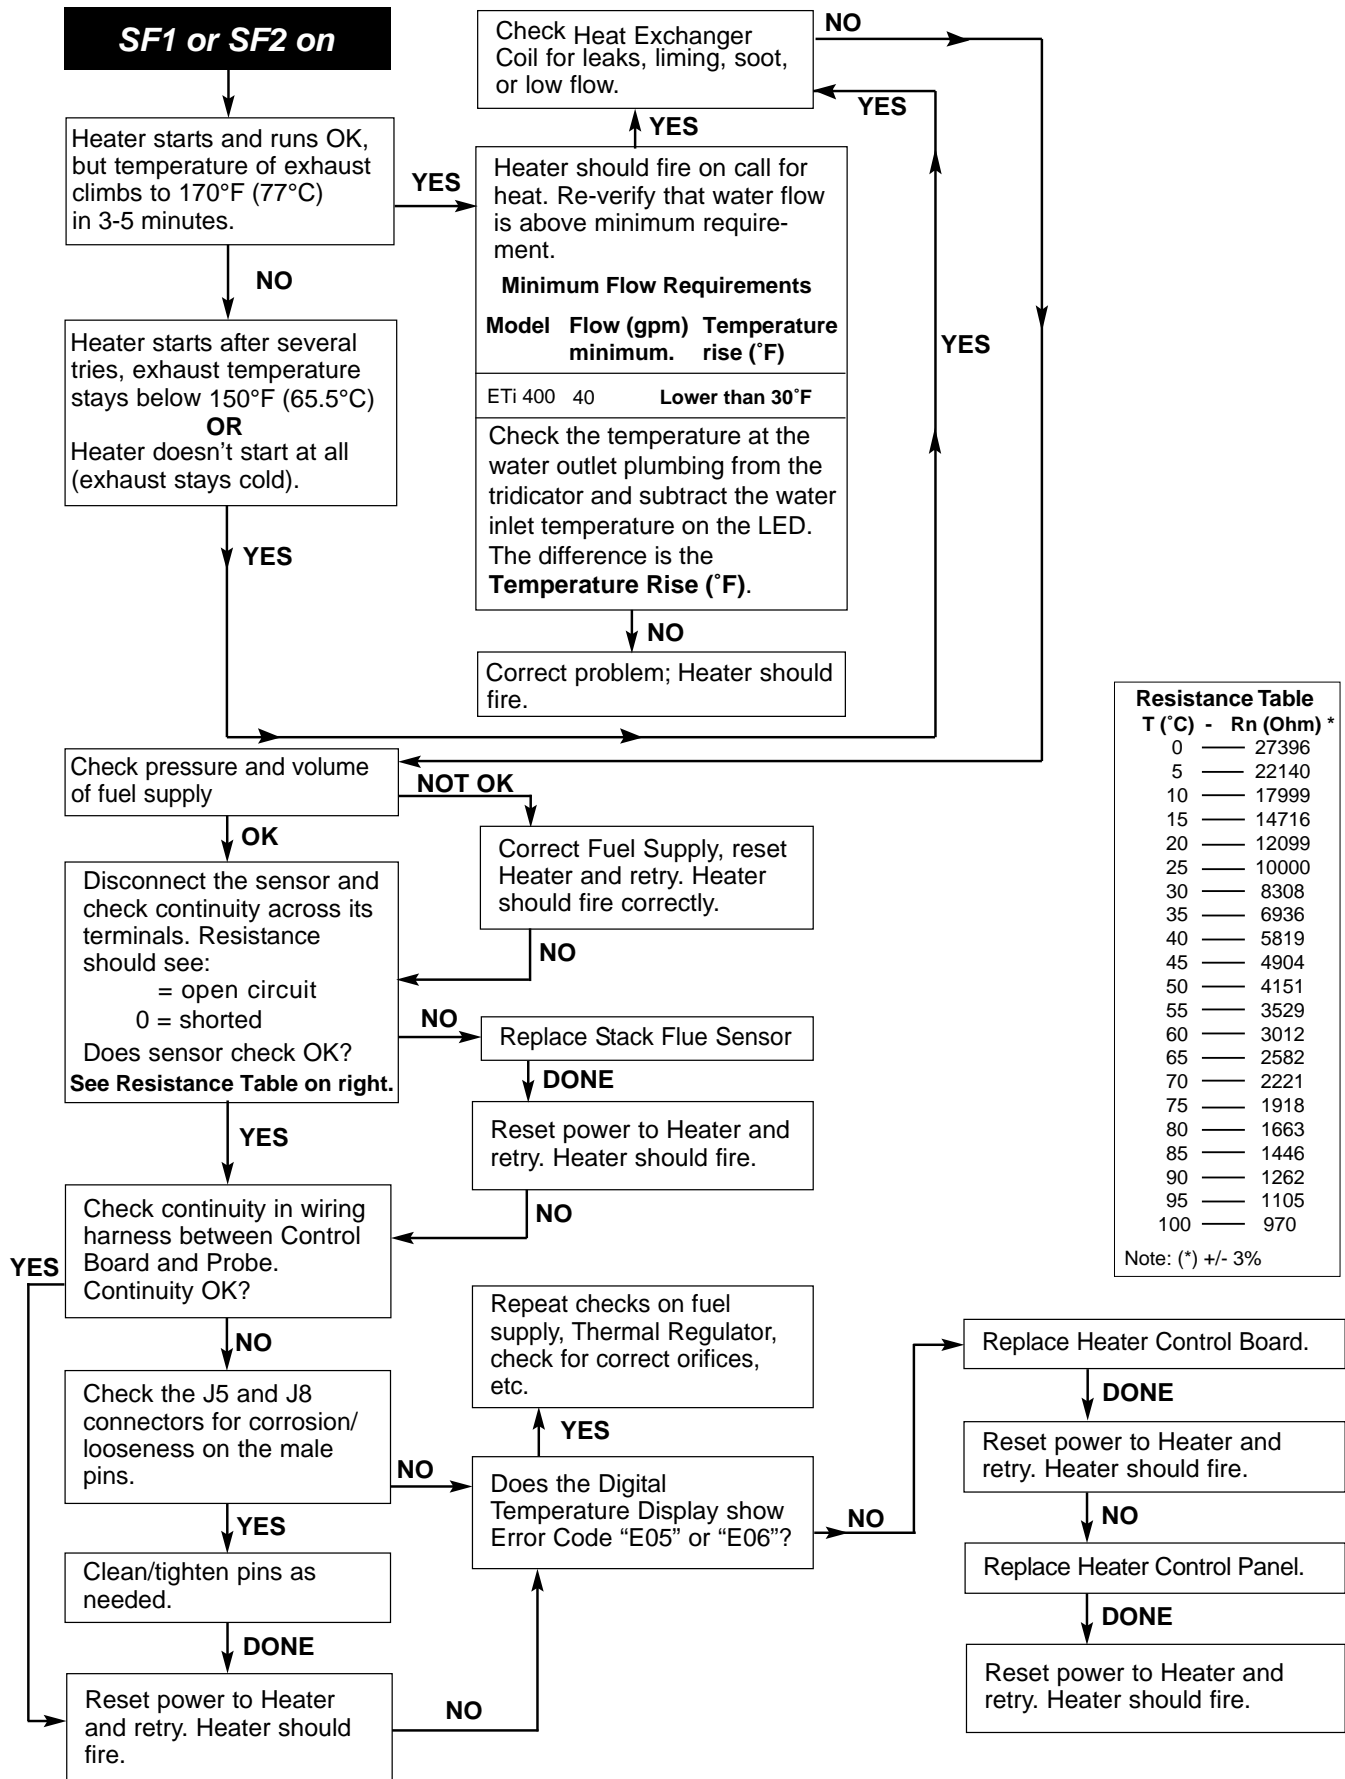 SF1 or SF2 on
Heater starts and runs OK,
but temperature of exhaust
climbs to 170°F (77°C)
in 3-5 minutes.
YES
NO
Heater starts after several
tries, exhaust temperature
stays below 150°F (65.5°C)
OR
Heater doesn't start at all
(exhaust stays cold).
YES
Check Heat Exchanger
Coil for leaks, liming, soot,
or low flow.
NO
YES
YES
Heater should fire on call for
heat. Re-verify that water flow
is above minimum require-
ment.
Minimum Flow Requirements
Model Flow (gpm) Temperature
minimum. rise (˚F)
ETi 400 40 Lower than 30˚F
Check the temperature at the
water outlet plumbing from the
tridicator and subtract the water
inlet temperature on the LED.
The difference is the
Temperature Rise (˚F).
YES
NO
Correct problem; Heater should
fire.
Check pressure and volume
of fuel supply
NOT OK
OK
Correct Fuel Supply, reset
Heater and retry. Heater
should fire correctly.
NO
Disconnect the sensor and
check continuity across its
terminals. Resistance
should see:
= open circuit
0 = shorted
Does sensor check OK?
See Resistance Table on right.
NO
Replace Stack Flue Sensor
DONE
Reset power to Heater and
retry. Heater should fire.
NO
YES
Check continuity in wiring
harness between Control
Board and Probe.
Continuity OK?
YES
NO
Check the J5 and J8
connectors for corrosion/
looseness on the male
pins.
NO
YES
Clean/tighten pins as
needed.
DONE
Reset power to Heater
and retry. Heater should
fire.
NO
Repeat checks on fuel
supply, Thermal Regulator,
check for correct orifices,
etc.
YES
Does the Digital
Temperature Display show
Error Code “E05” or “E06”?
NO
Replace Heater Control Board.
DONE
Reset power to Heater and
retry. Heater should fire.
NO
Replace Heater Control Panel.
DONE
Reset power to Heater and
retry. Heater should fire.
Resistance Table
T (˚C) - Rn (Ohm) *
0 27396
5 22140
10 17999
15 14716
20 12099
25 10000
30 8308
35 6936
40 5819
45 4904
50 4151
55 3529
60 3012
65 2582
70 2221
75 1918
80 1663
85 1446
90 1262
95 1105
100 970
Note: (*) +/- 3%